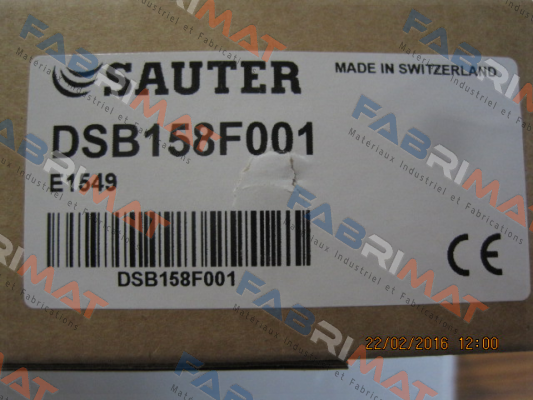 SAUTER
MADE IN SWITZERLAND
DSB158F001
E1549
DSB158F001
CE
22/02/2016 12:00
FABRIMAT
Materiaux Industriel et Fabrications